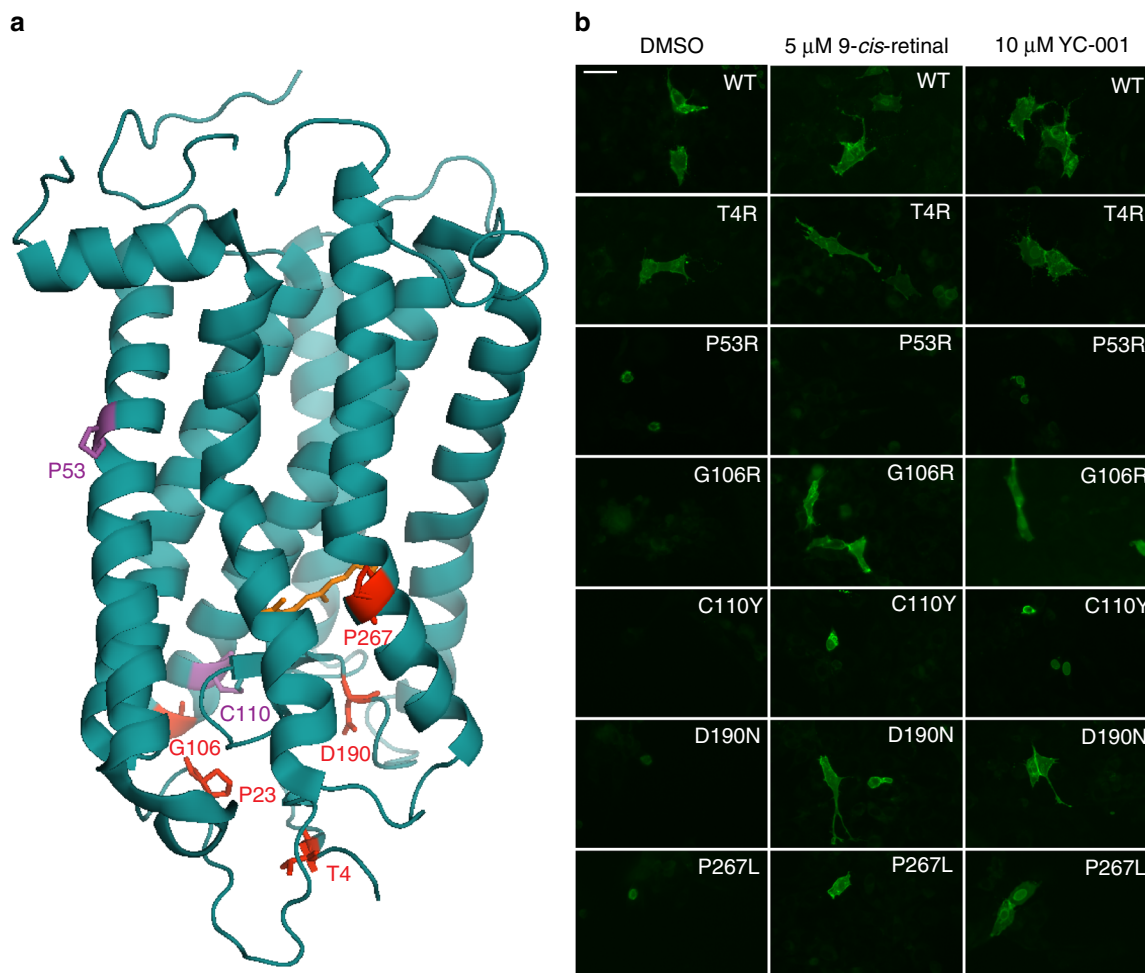 a
P53
P267
C110
D190
G106
P23
T4
b
DMSO 5 μM 9-cis-retinal 10 μM YC-001
WT WT WT
T4R T4R T4R
P53R P53R P53R
G106R G106R G106R
C110Y C110Y C110Y
D190N D190N D190N
P267L P267L P267L